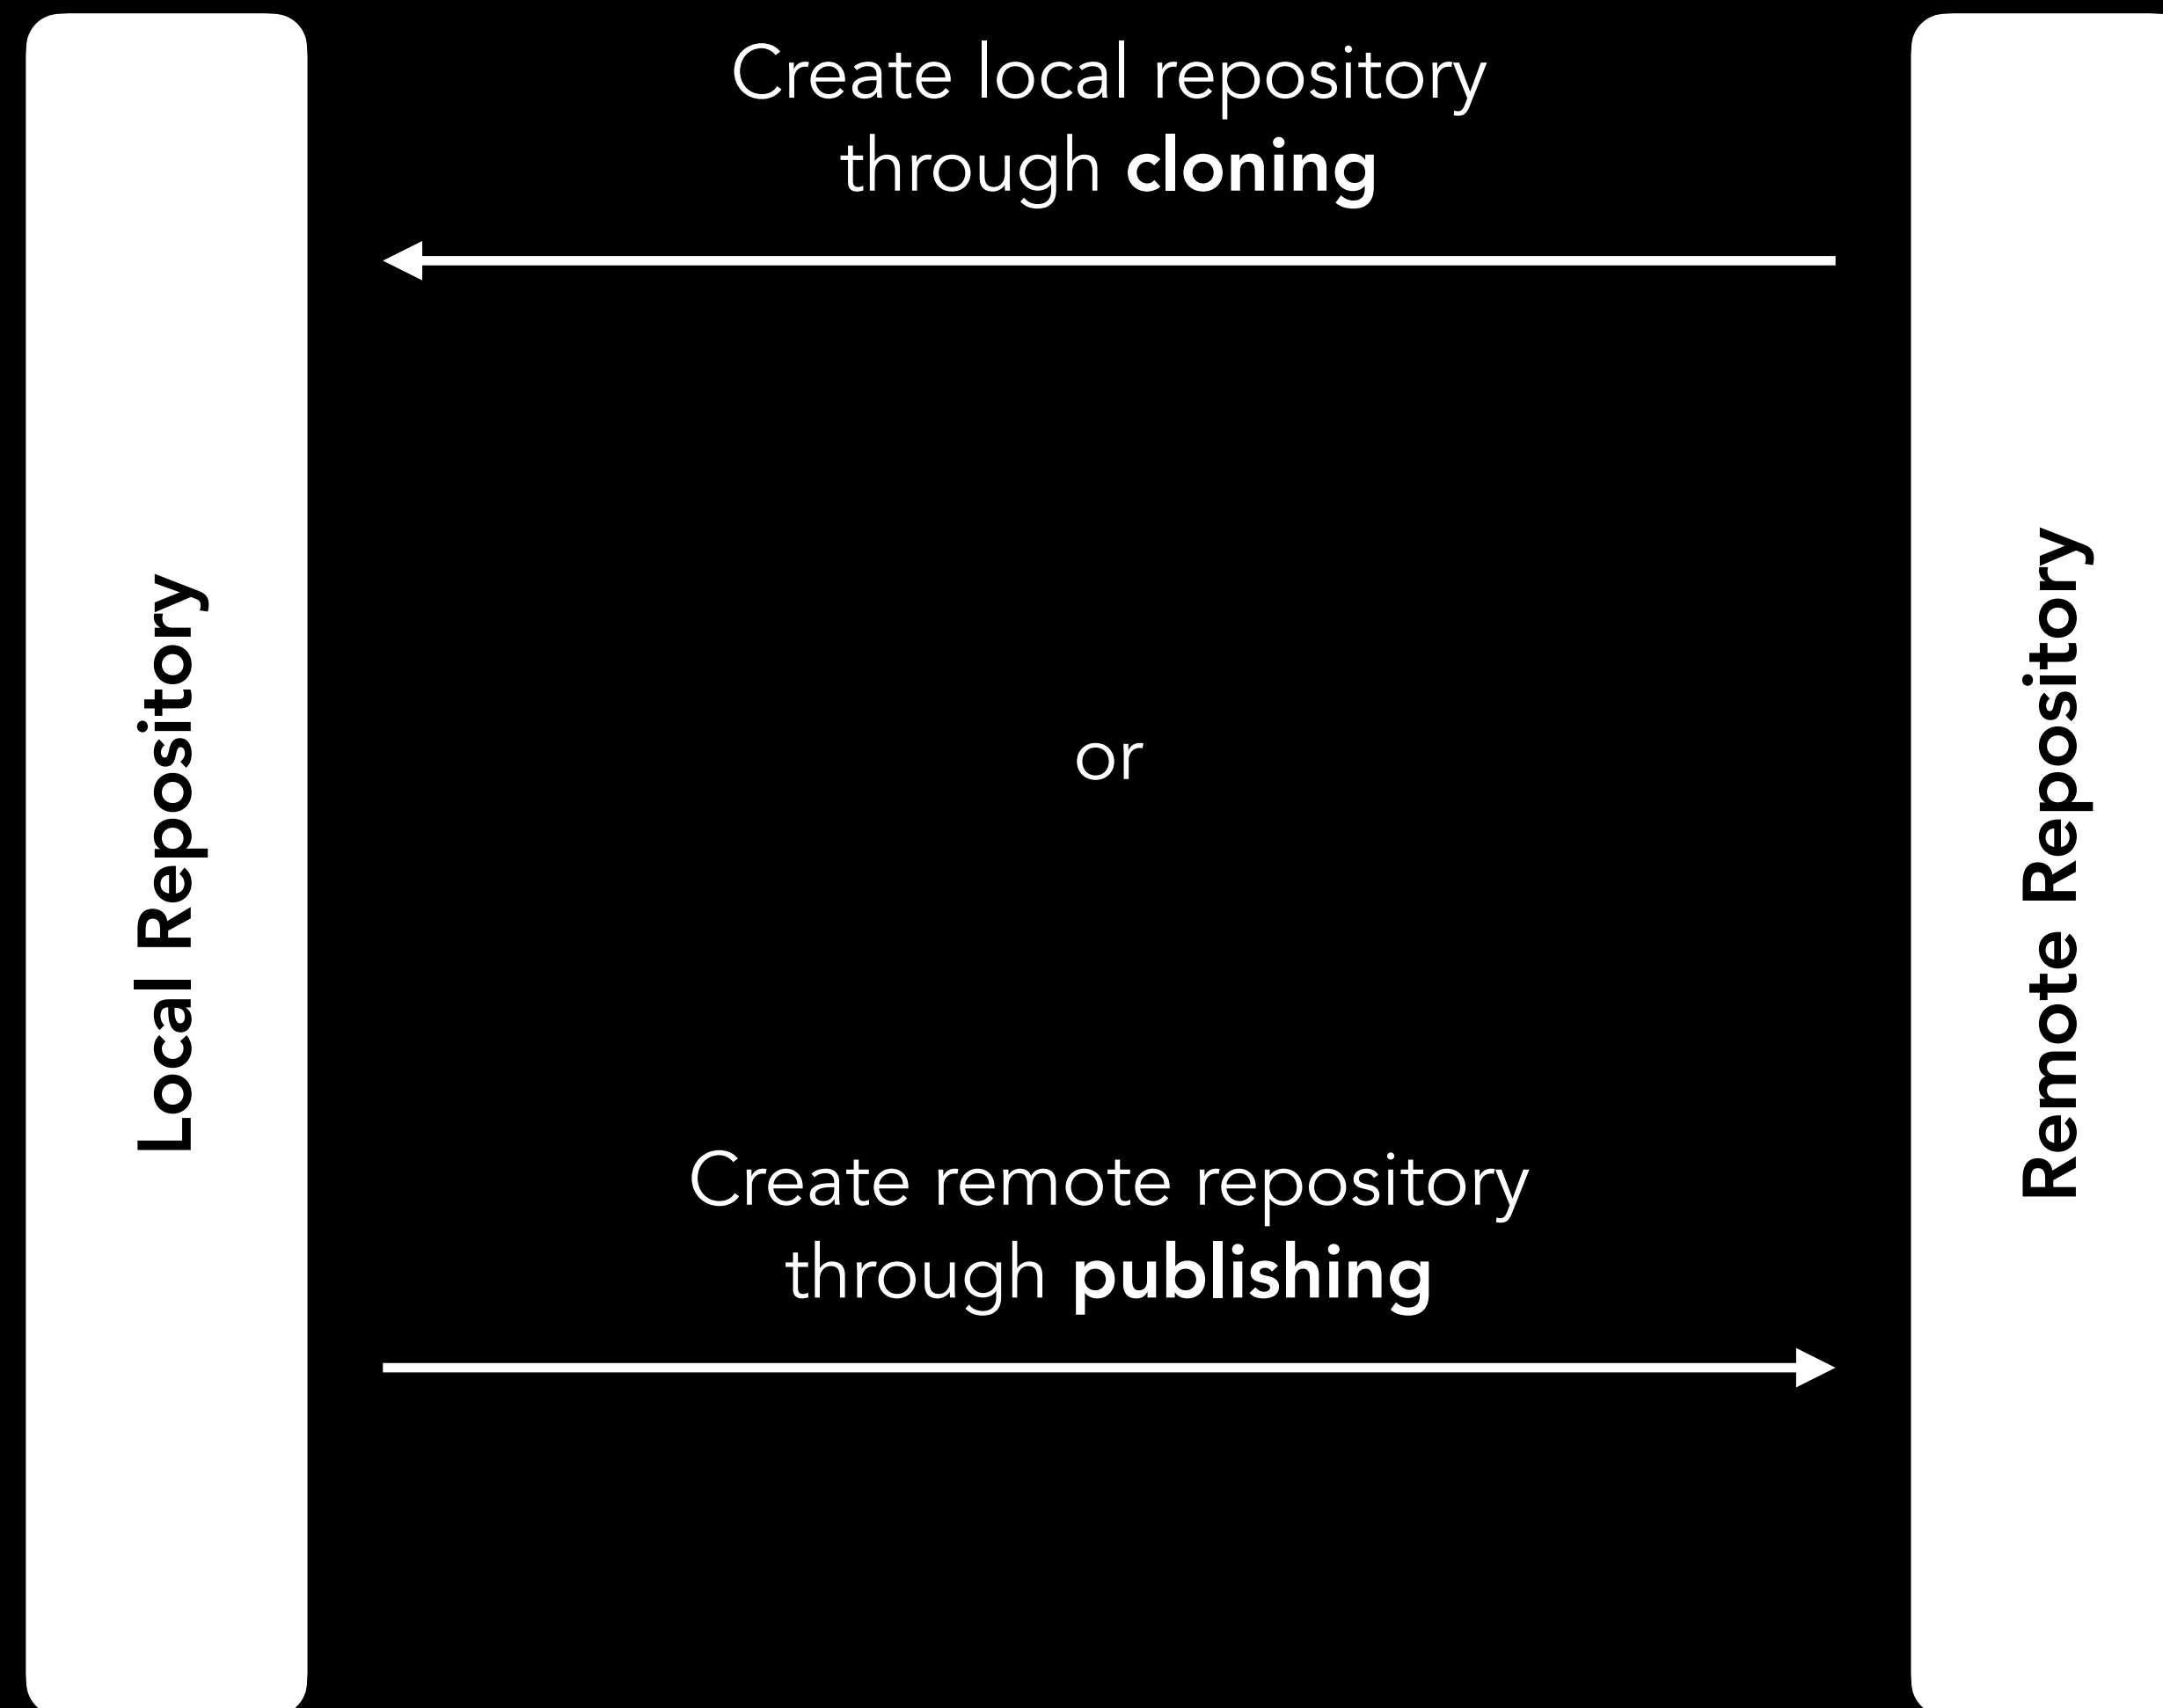 Create local repository
through cloning
Local Repository
or
Remote Repository
Create remote repository
through publishing